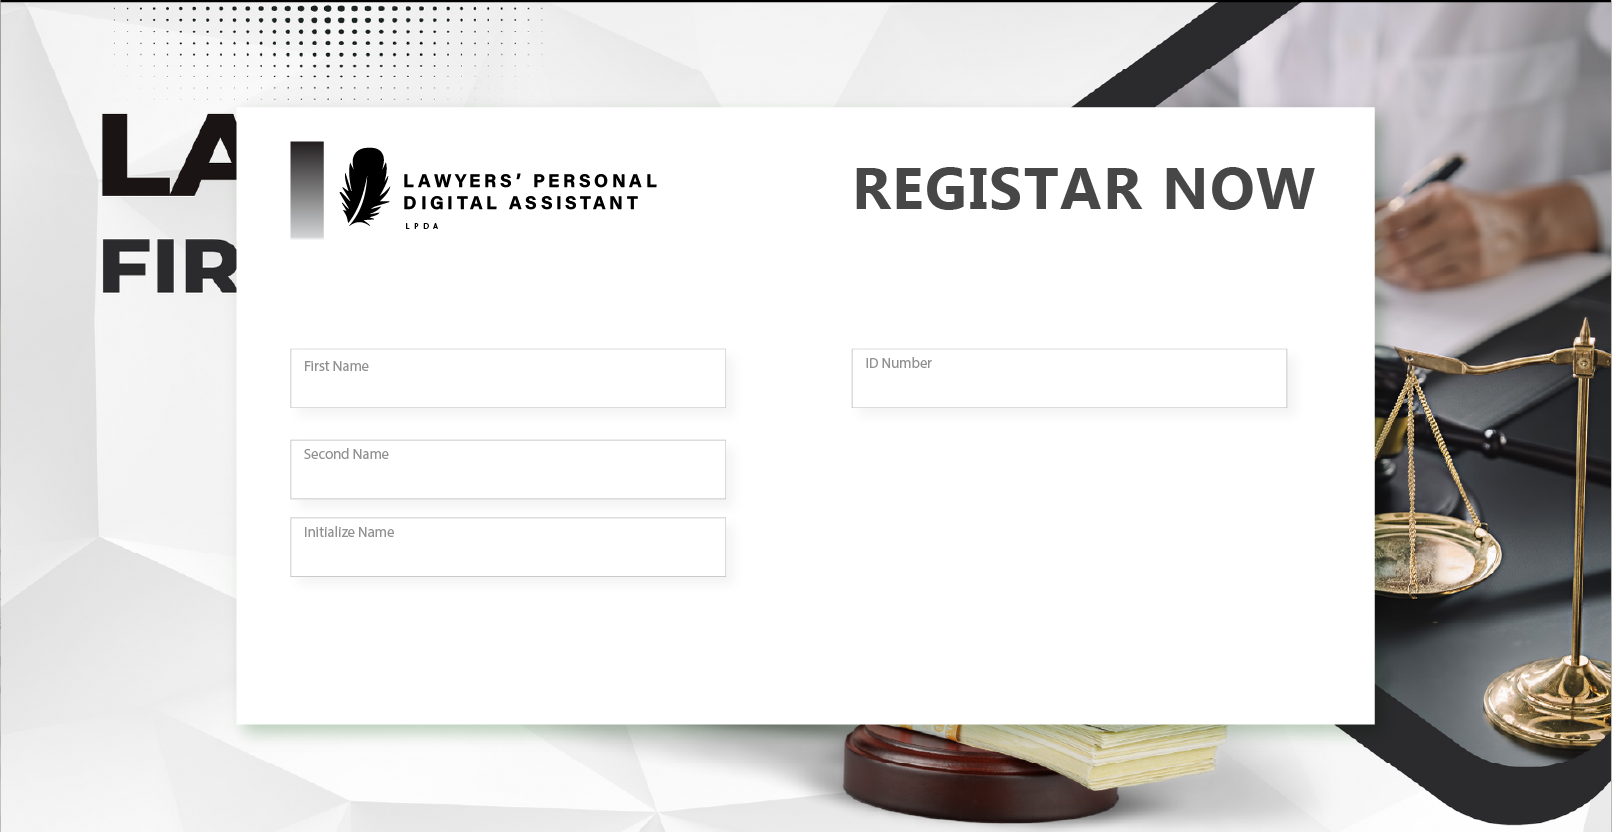 LA
FIR
LAWYERS’ PERSONAL
DIGITAL ASSISTANT
LPDA
REGISTAR NOW
First Name
ID Number
Second Name
Initialize Name